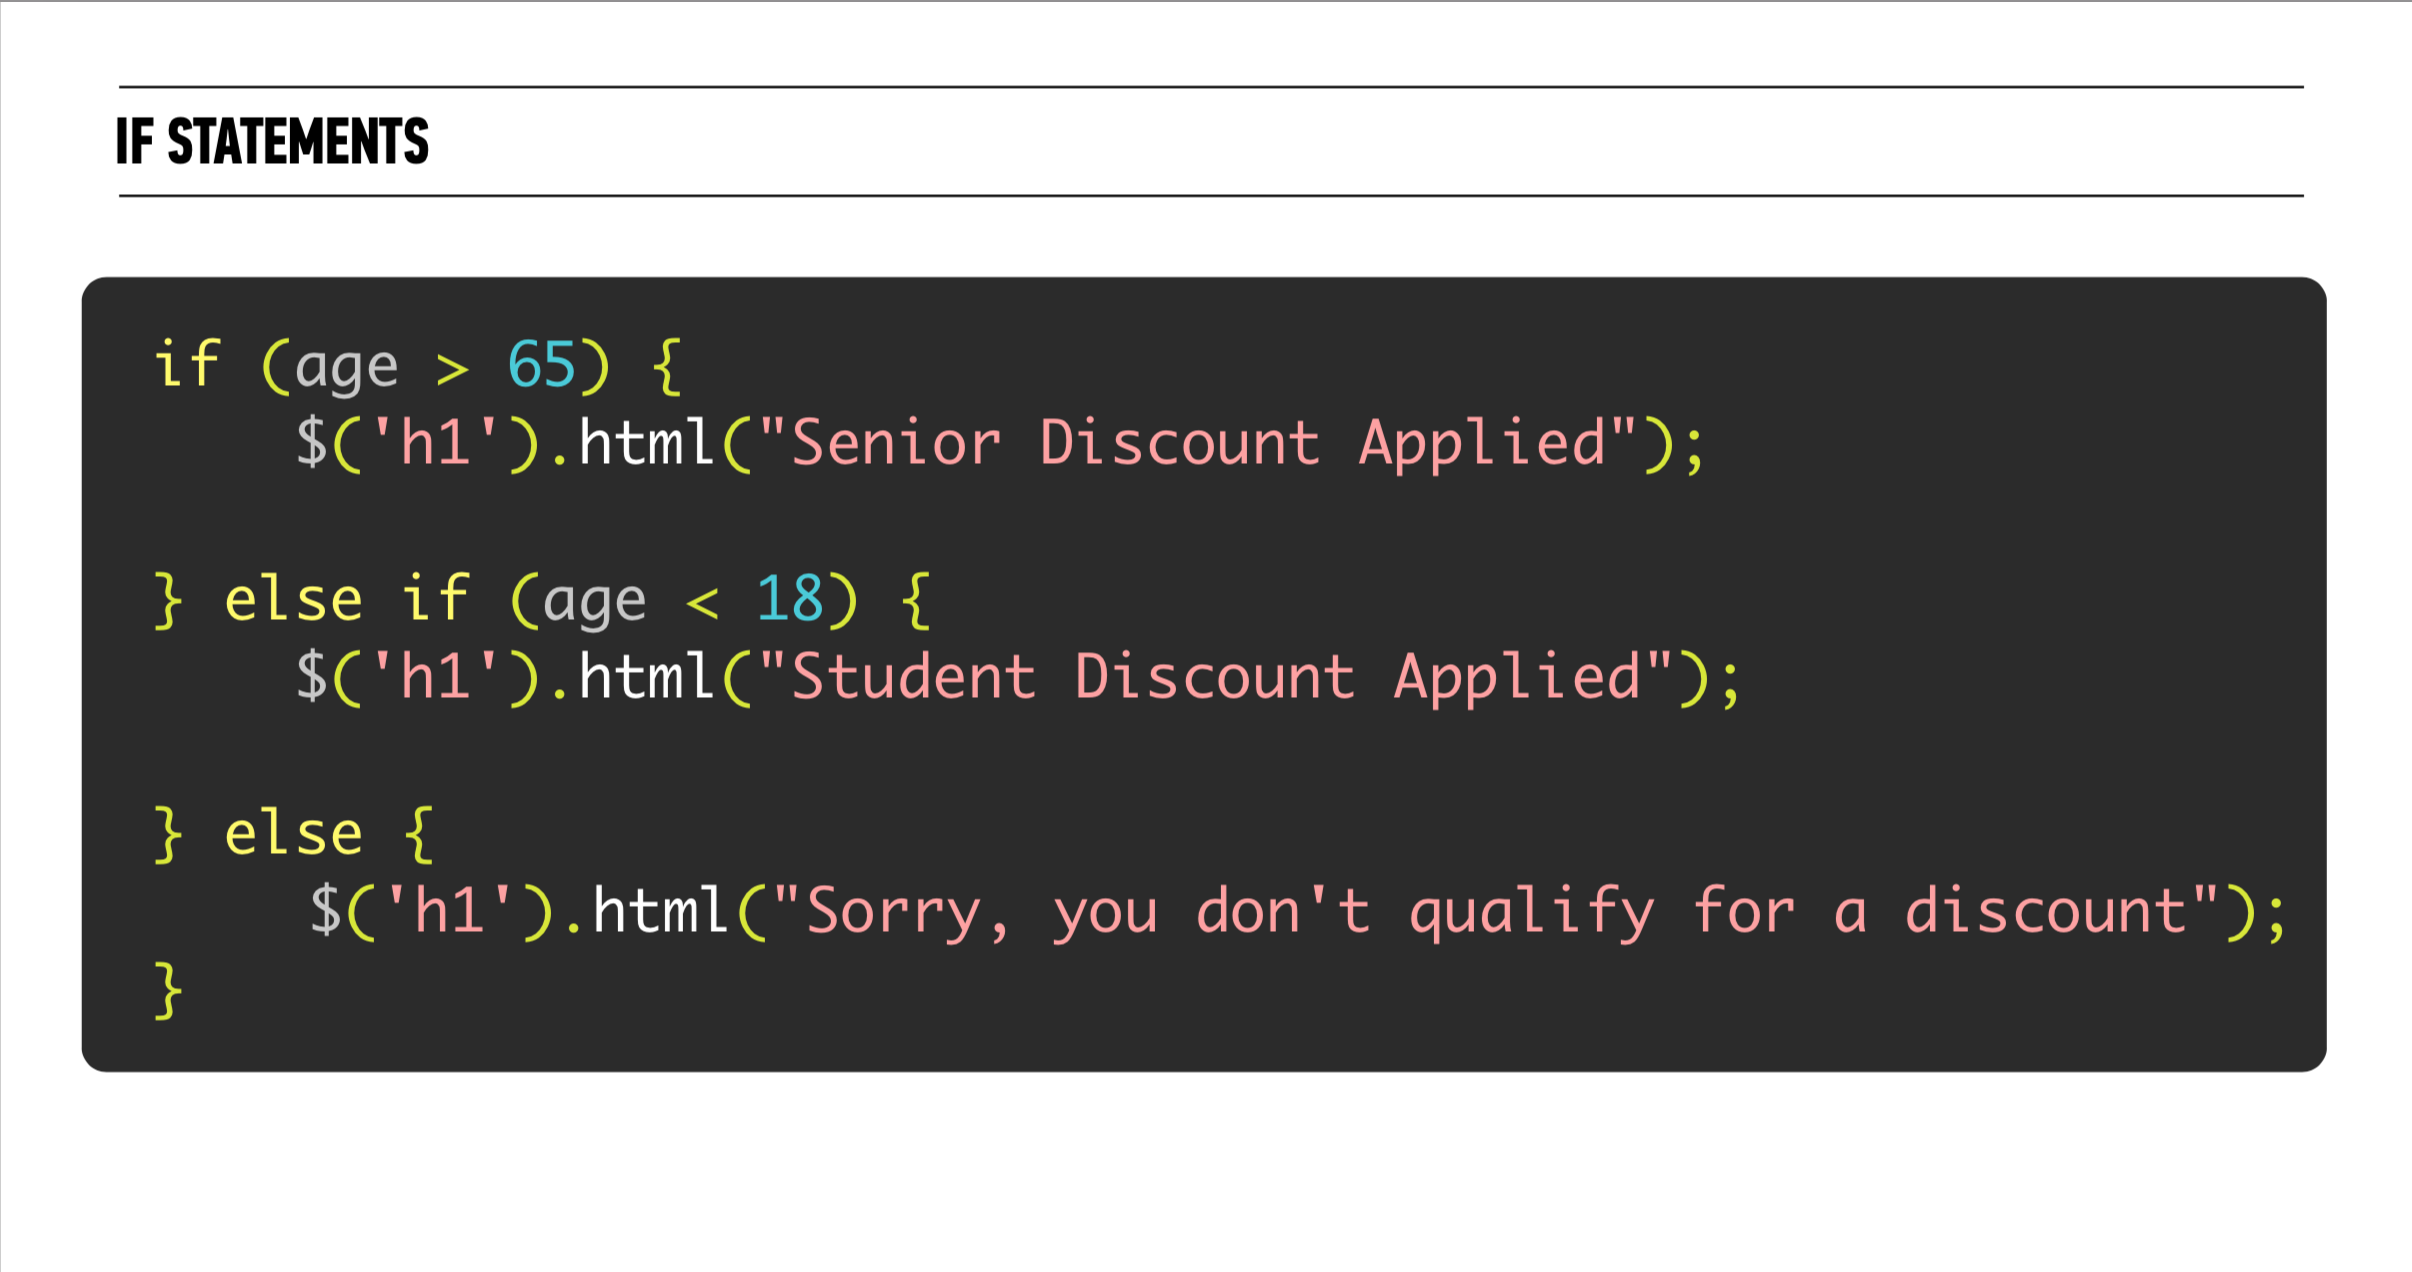 IF STATEMENTS
if (age > 65) {
    $('h1').html("Senior Discount Applied");
} else if (age < 18) {
    $('h1').html("Student Discount Applied");
} else {
    $('h1').html("Sorry, you don't qualify for a discount");
}